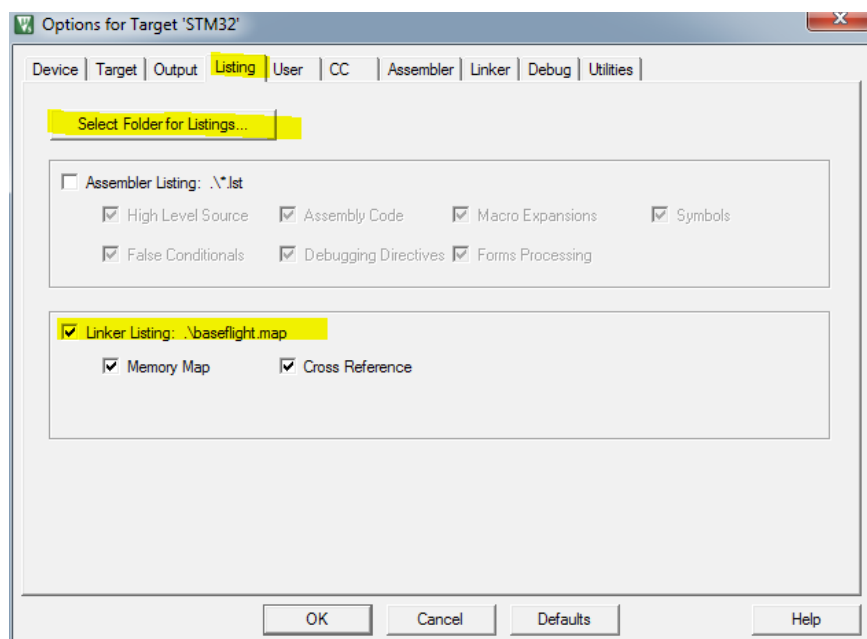 Options for Target 'STM32'
Device Target Output Listing User CC Assembler Linker Debug Utilities
Select Folder for Listings...
Assembler Listing: .\*.lst
High Level Source Assembly Code Macro Expansions Symbols
False Conditionals Debugging Directives Forms Processing
Linker Listing: .\baseflight.map
Memory Map Cross Reference
OK Cancel Defaults Help